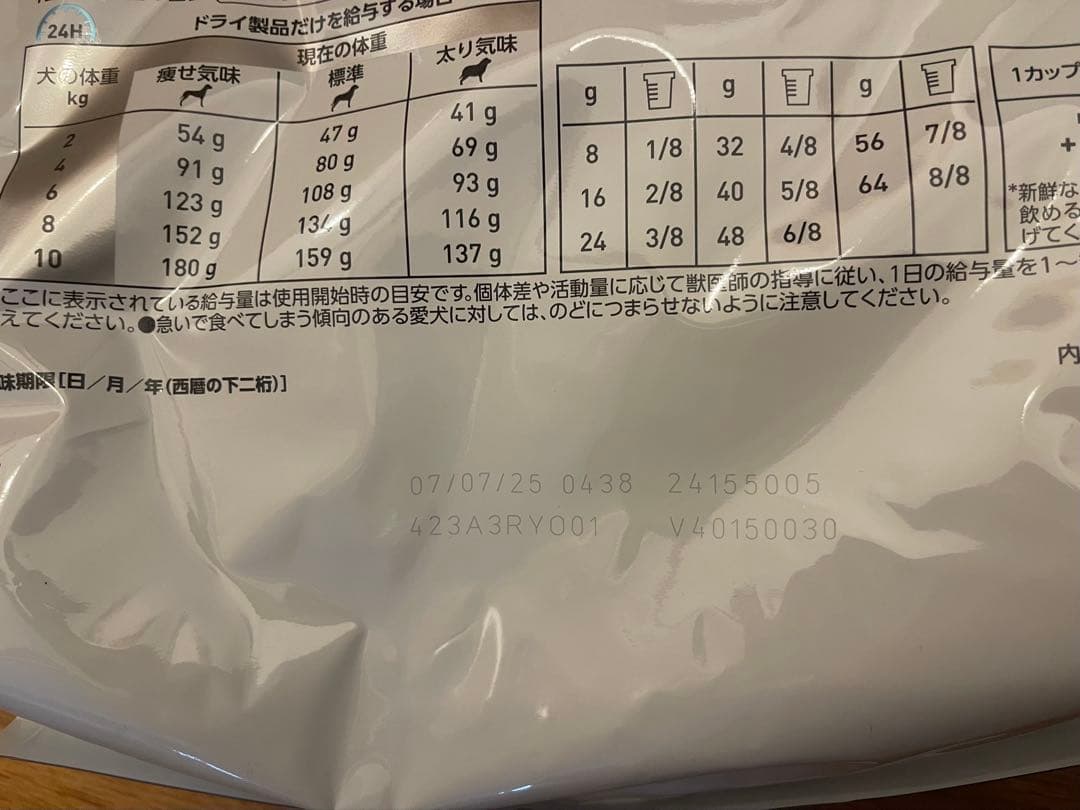 24H
ドライ製品だけを給与する場合
犬の体重 kg
現在の体重
痩せ気味 標準 太り気味
2 54 g 47 g 41 g
4 91 g 80 g 69 g
6 123 g 108 g 93 g
8 152 g 134 g 116 g
10 180 g 159 g 137 g
g g g
8 1/8 32 4/8 56 7/8
16 2/8 40 5/8 64 8/8
24 3/8 48 6/8
1カップ
+
*新鮮な
飲める
げてく
ここに表示されている給与量は使用開始時の目安です。個体差や活動量に応じて獣医師の指導に従い、1日の給与量を1〜
えてください。●急いで食べてしまう傾向のある愛犬に対しては、のどにつまらせないように注意してください。
内
味期限[日/月/年(西暦の下二桁)]
07/07/25 0438 24155005
423A3RY001 V40150030